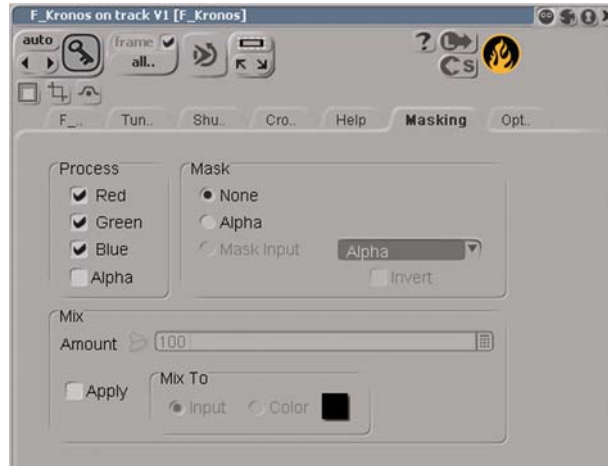 F_Kronos on track V1 [F_Kronos]
auto
frame
all..
?
CS
F_..
Tun..
Shu..
Cro..
Help
Masking
Opt..
Process
Red
Green
Blue
Alpha
Mask
None
Alpha
Mask Input
Alpha
Invert
Mix
Amount
100
Apply
Mix To
Input
Color